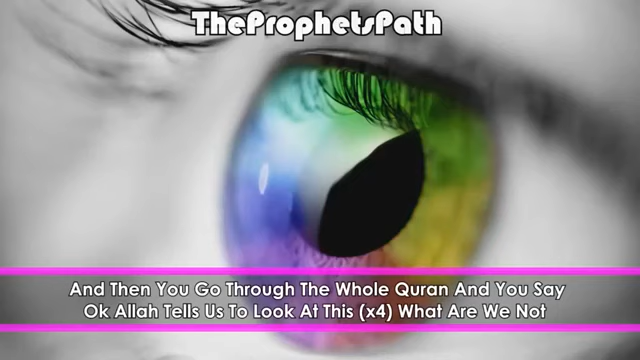 TheProphetsPath
And Then You Go Through The Whole Quran And You Say
Ok Allah Tells Us To Look At This (x4) What Are We Not